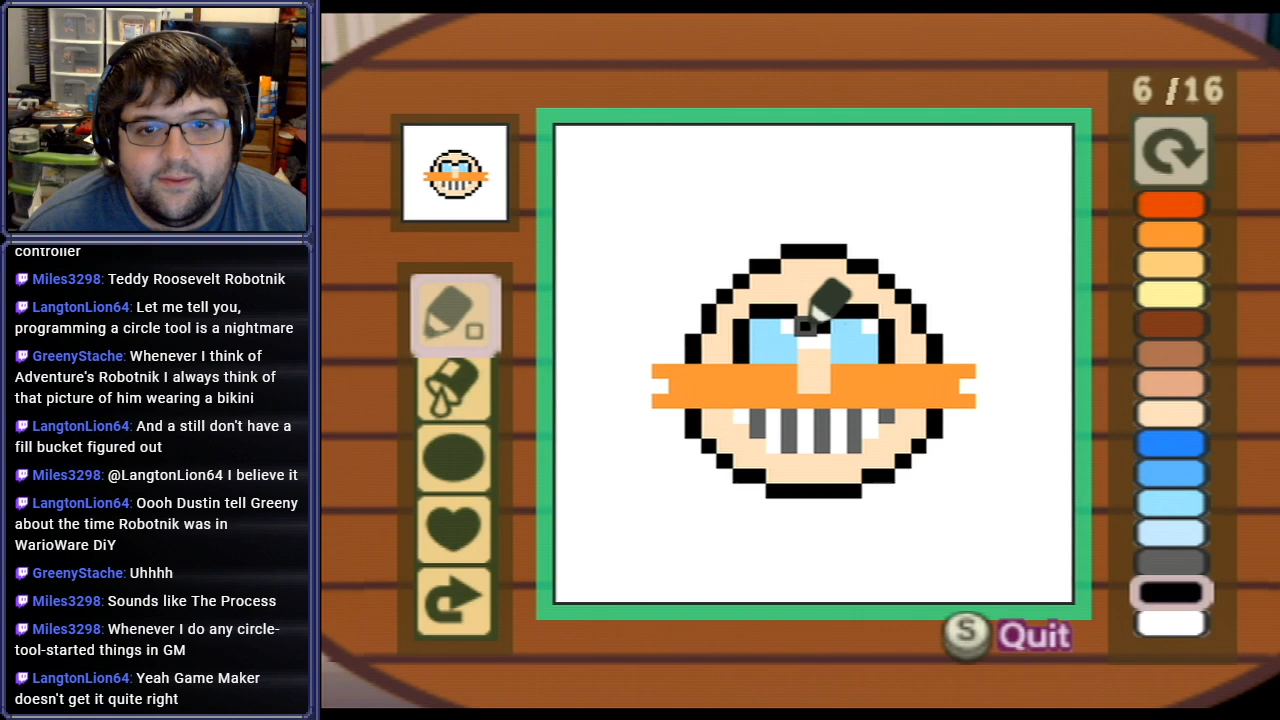 controller
Miles3298: Teddy Roosevelt Robotnik
LangtonLion64: Let me tell you,
programming a circle tool is a nightmare
GreenyStache: Whenever I think of
Adventure's Robotnik I always think of
that picture of him wearing a bikini
LangtonLion64: And a still don't have a
fill bucket figured out
Miles3298: @LangtonLion64 I believe it
LangtonLion64: Oooh Dustin tell Greeny
about the time Robotnik was in
WarioWare DiY
GreenyStache: Uhhhh
Miles3298: Sounds like The Process
Miles3298: Whenever I do any circle-
tool-started things in GM
LangtonLion64: Yeah Game Maker
doesn't get it quite right
6 /16
S Quit